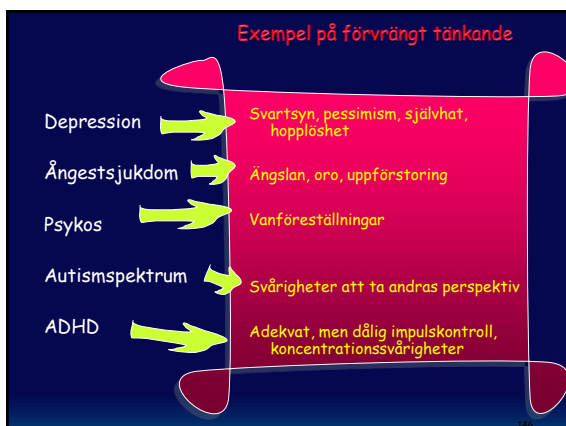 Exempel på förvrängt tänkande
Depression
Svartsyn, pessimism, självhat,
hopplöshet
Ångestsjukdom
Ängslan, oro, uppförstoring
Psykos
Vanföreställningar
Autismspektrum
Svårigheter att ta andras perspektiv
ADHD
Adekvat, men dålig impulskontroll,
koncentrationssvårigheter
146